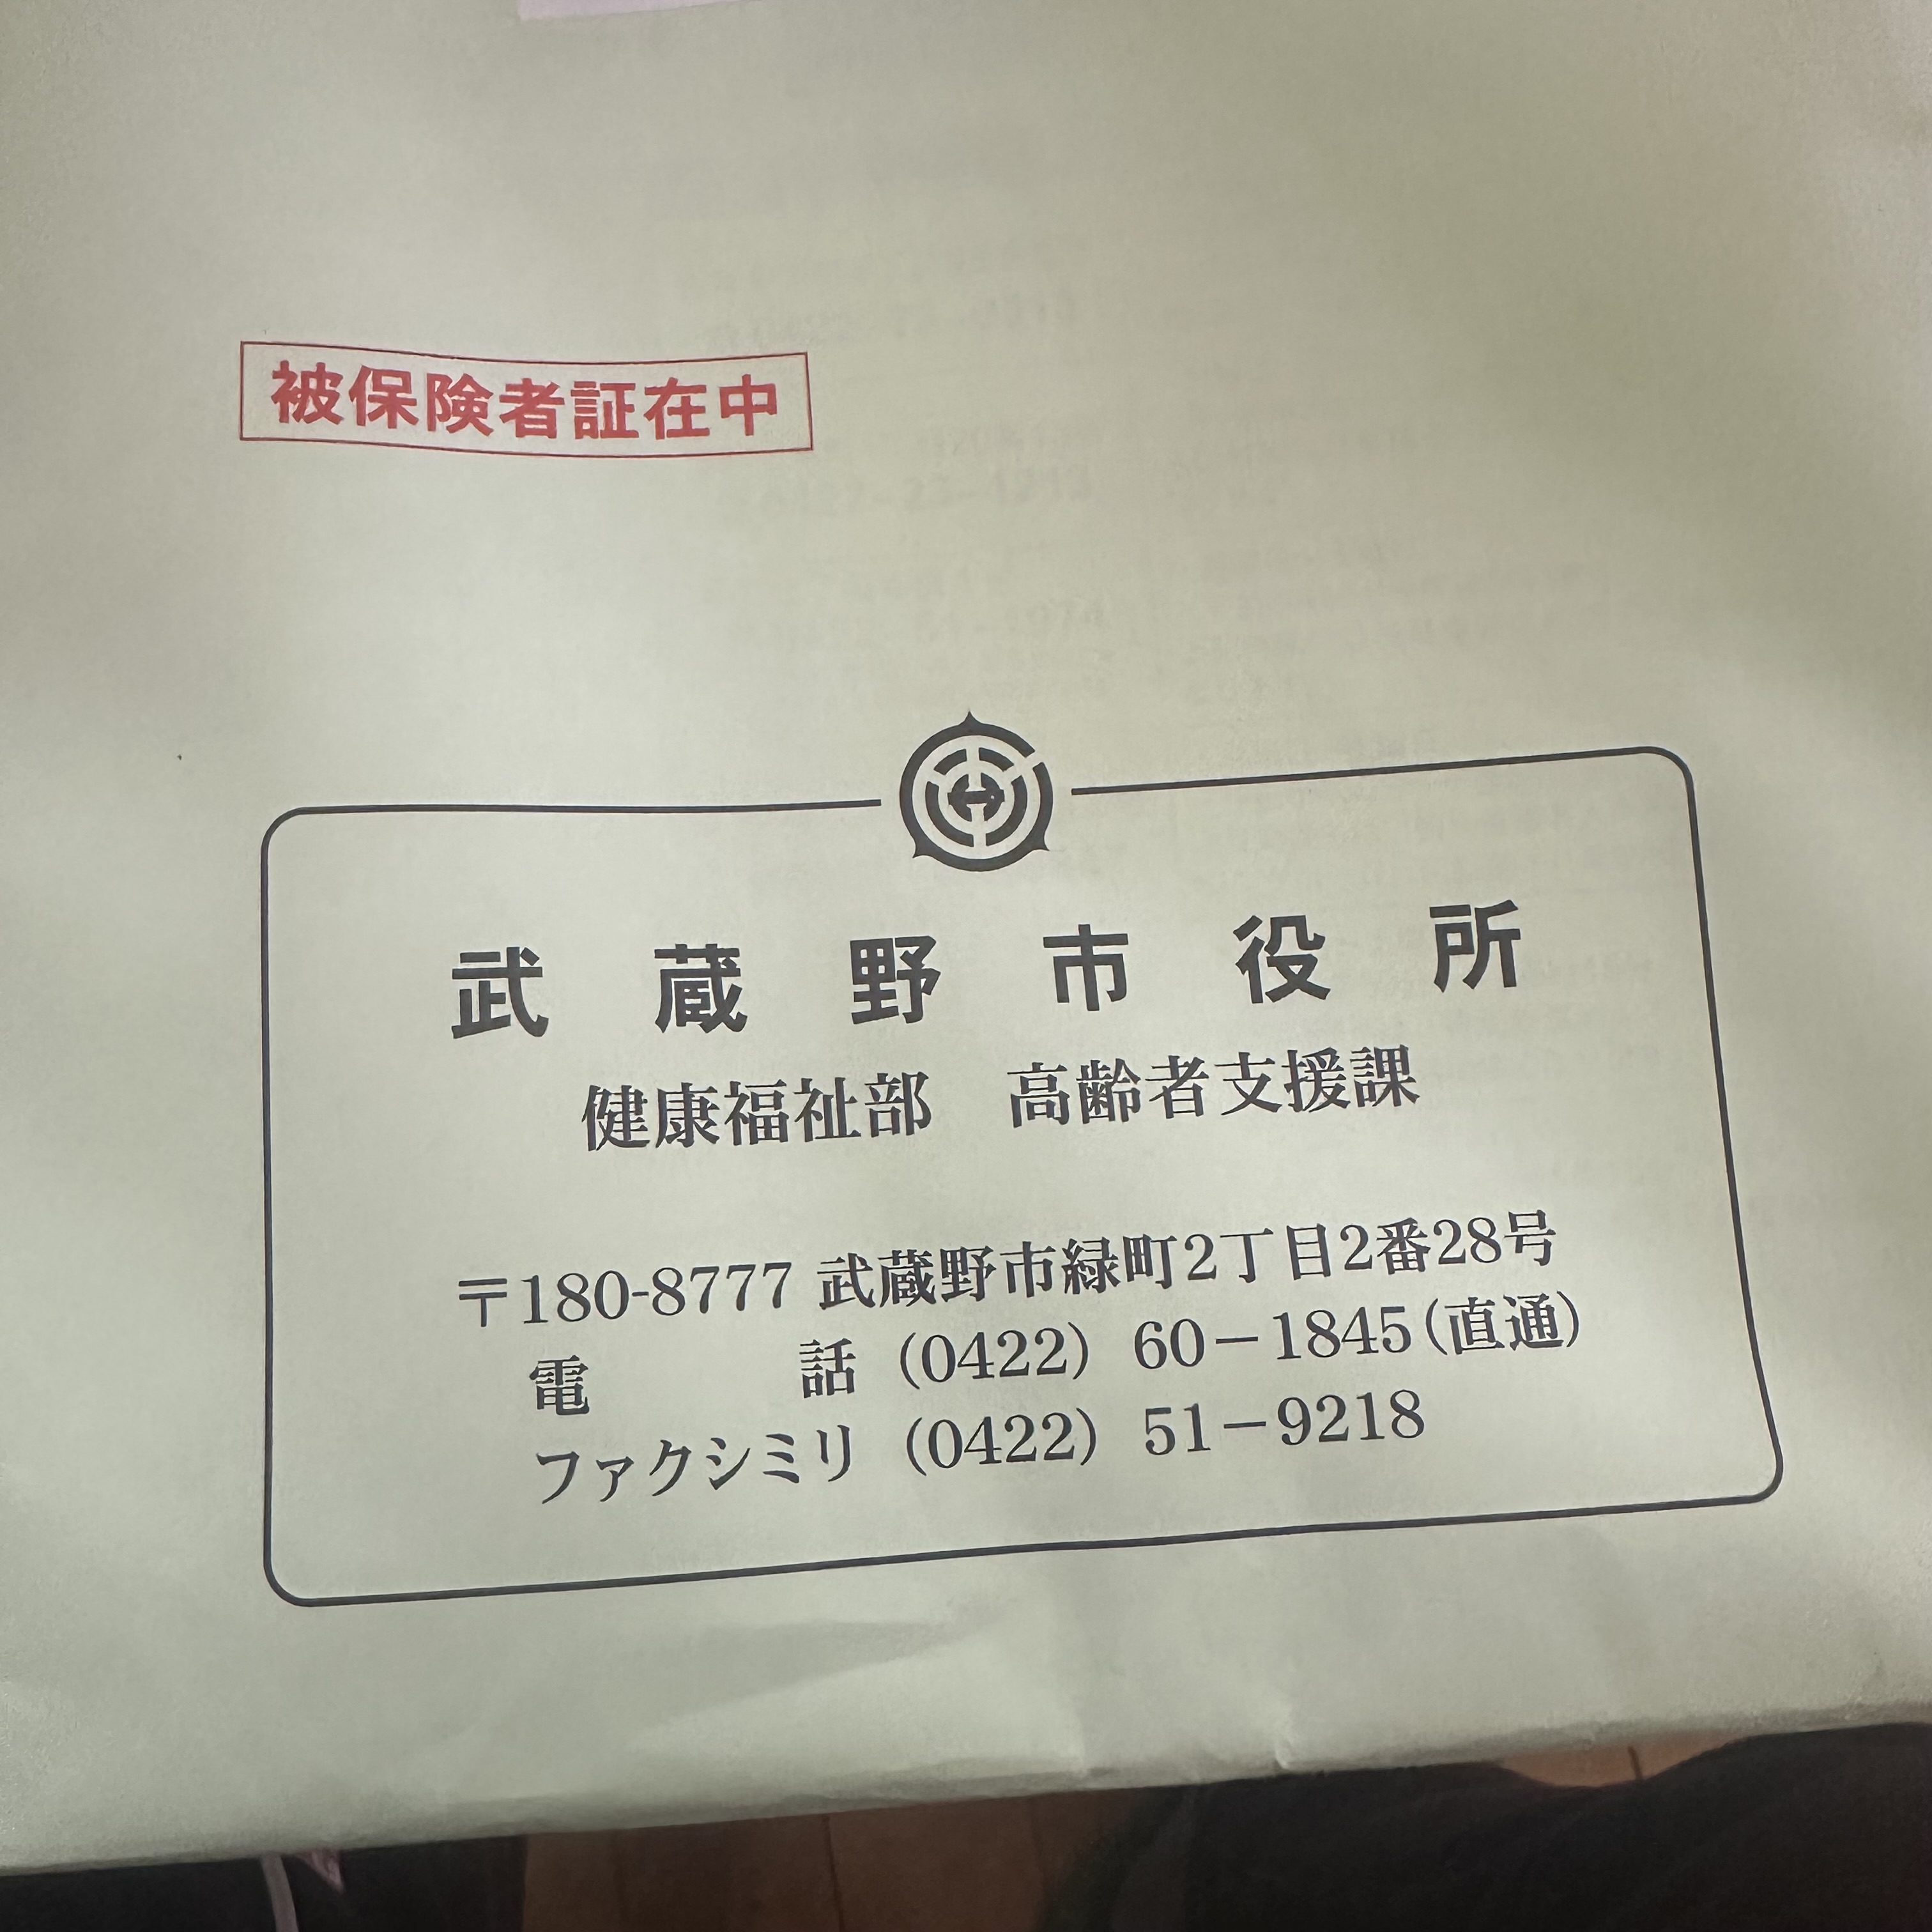 被保険者証在中
武蔵野市役所
健康福祉部　高齢者支援課
〒180-8777 武蔵野市緑町2丁目2番28号
電話（0422）60－1845（直通）
ファクシミリ（0422）51－9218